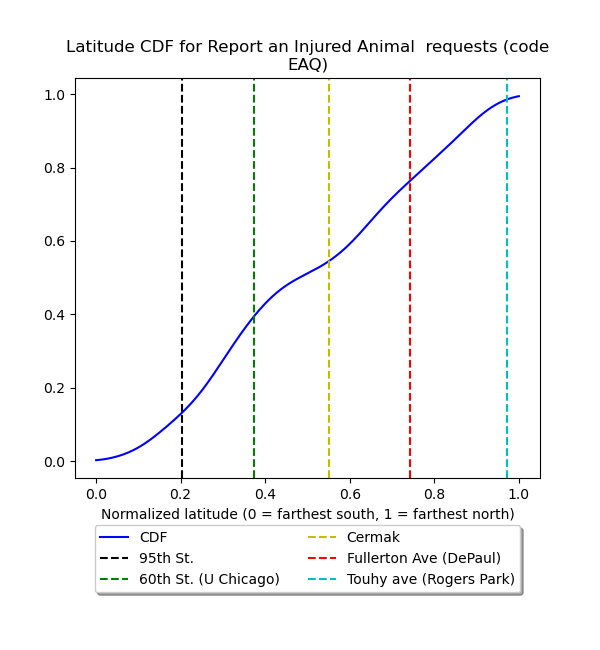 Latitude CDF for Report an Injured Animal  requests (code
EAQ)
1.0
0.8
0.6
0.4
0.2
0.0
0.0 0.2 0.4 0.6 0.8 1.0
Normalized latitude (0 = farthest south, 1 = farthest north)
CDF
95th St.
60th St. (U Chicago)
Cermak
Fullerton Ave (DePaul)
Touhy ave (Rogers Park)